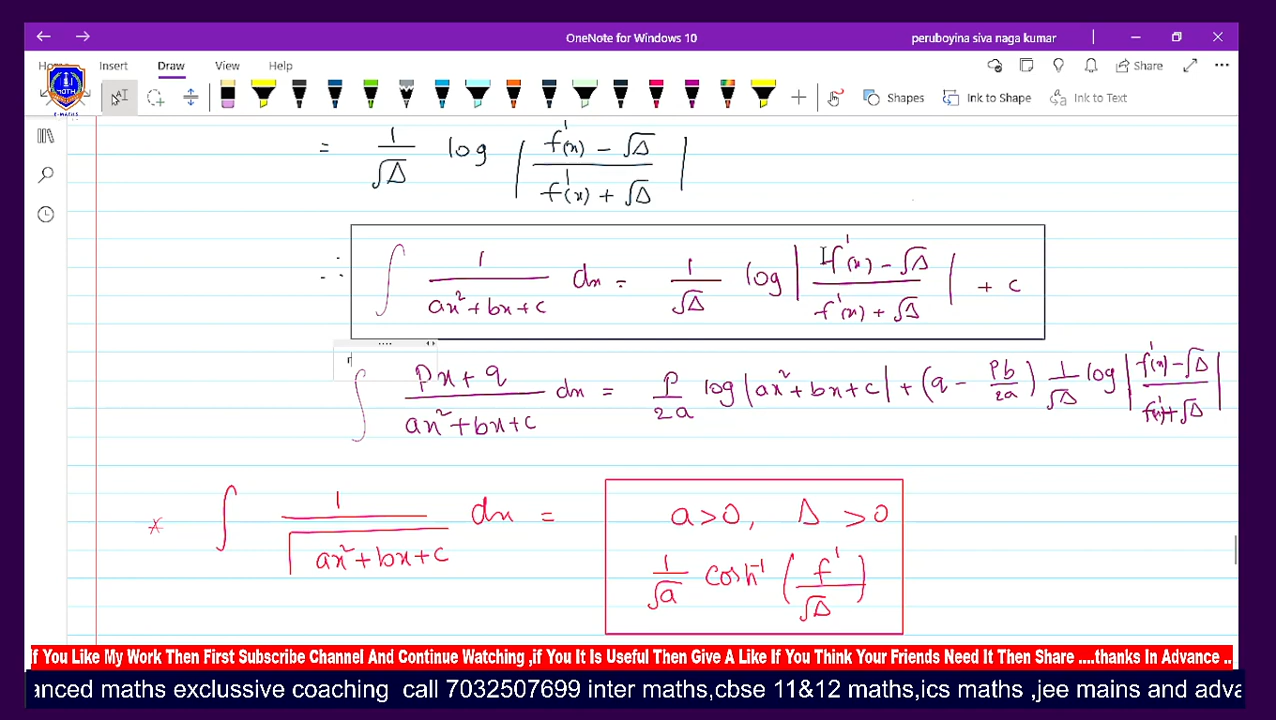 OneNote for Windows 10
peruboyina siva naga kumar
Home Insert Draw View Help
Share
Shapes Ink to Shape Ink to Text
= 1/√Δ log | f'(x) - √Δ / f'(x) + √Δ |
∴ ∫ 1/(ax²+bx+c) dx = 1/√Δ log | f'(x) - √Δ / f'(x) + √Δ | + c
∫ (px+q)/(ax²+bx+c) dx = p/2a log |ax²+bx+c| + (q - pb/2a) 1/√Δ log | f'(x) - √Δ / f'(x) + √Δ |
* ∫ 1/√(ax²+bx+c) dx =
a>0, Δ >0
1/√a cosh⁻¹ ( f' / √Δ )
if You Like My Work Then First Subscribe Channel And Continue Watching ,if You It Is Useful Then Give A Like If You Think Your Friends Need It Then Share ....thanks In Advance ..
anced maths exclussive coaching call 7032507699 inter maths,cbse 11&12 maths,ics maths ,jee mains and adva